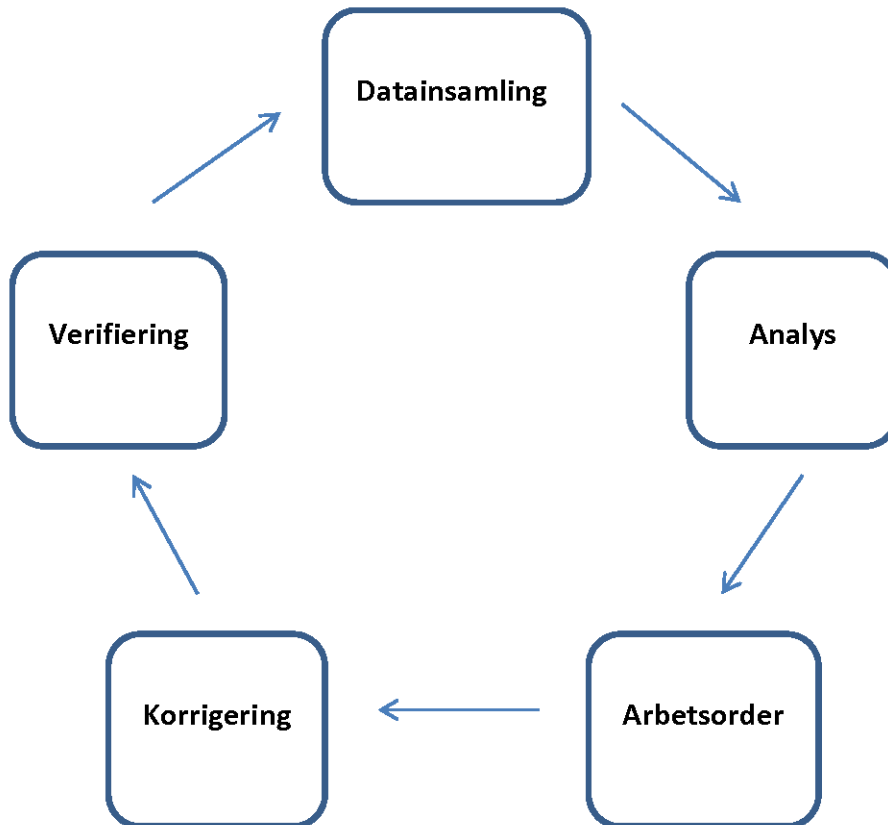 Datainsamling
Analys
Arbetsorder
Korrigering
Verifiering